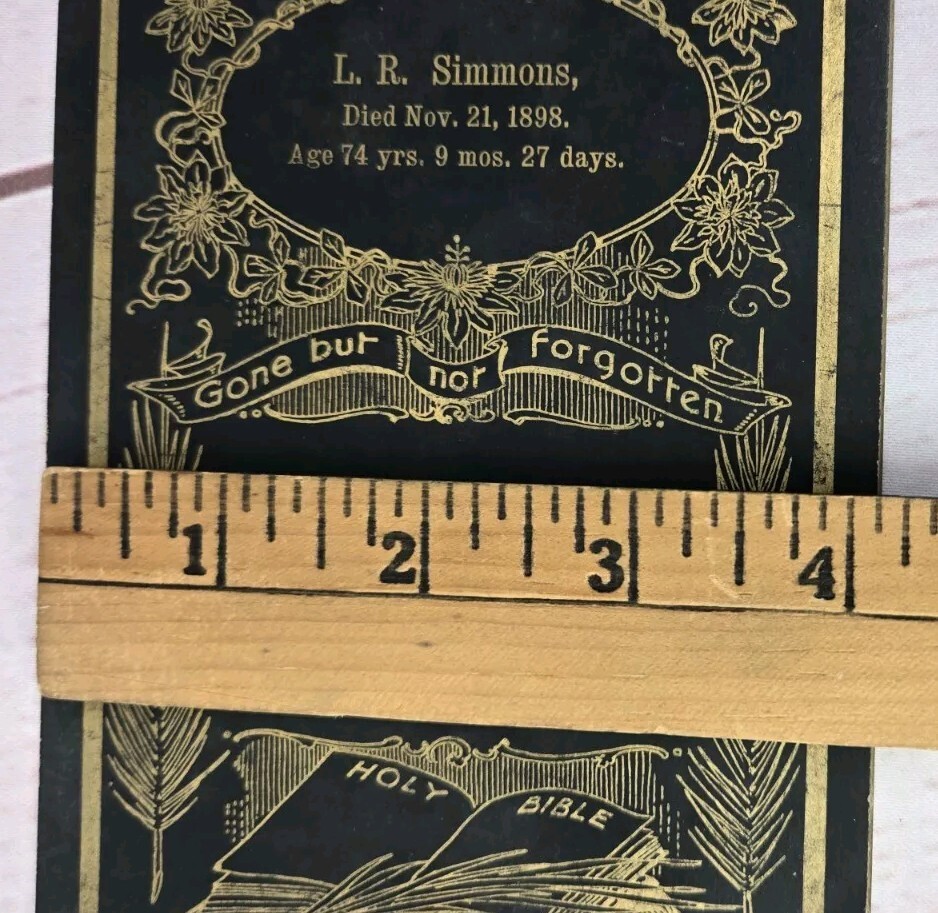 L. R. Simmons,
Died Nov. 21, 1898.
Age 74 yrs. 9 mos. 27 days.
Gone but not forgotten
1 2 3 4
HOLY BIBLE